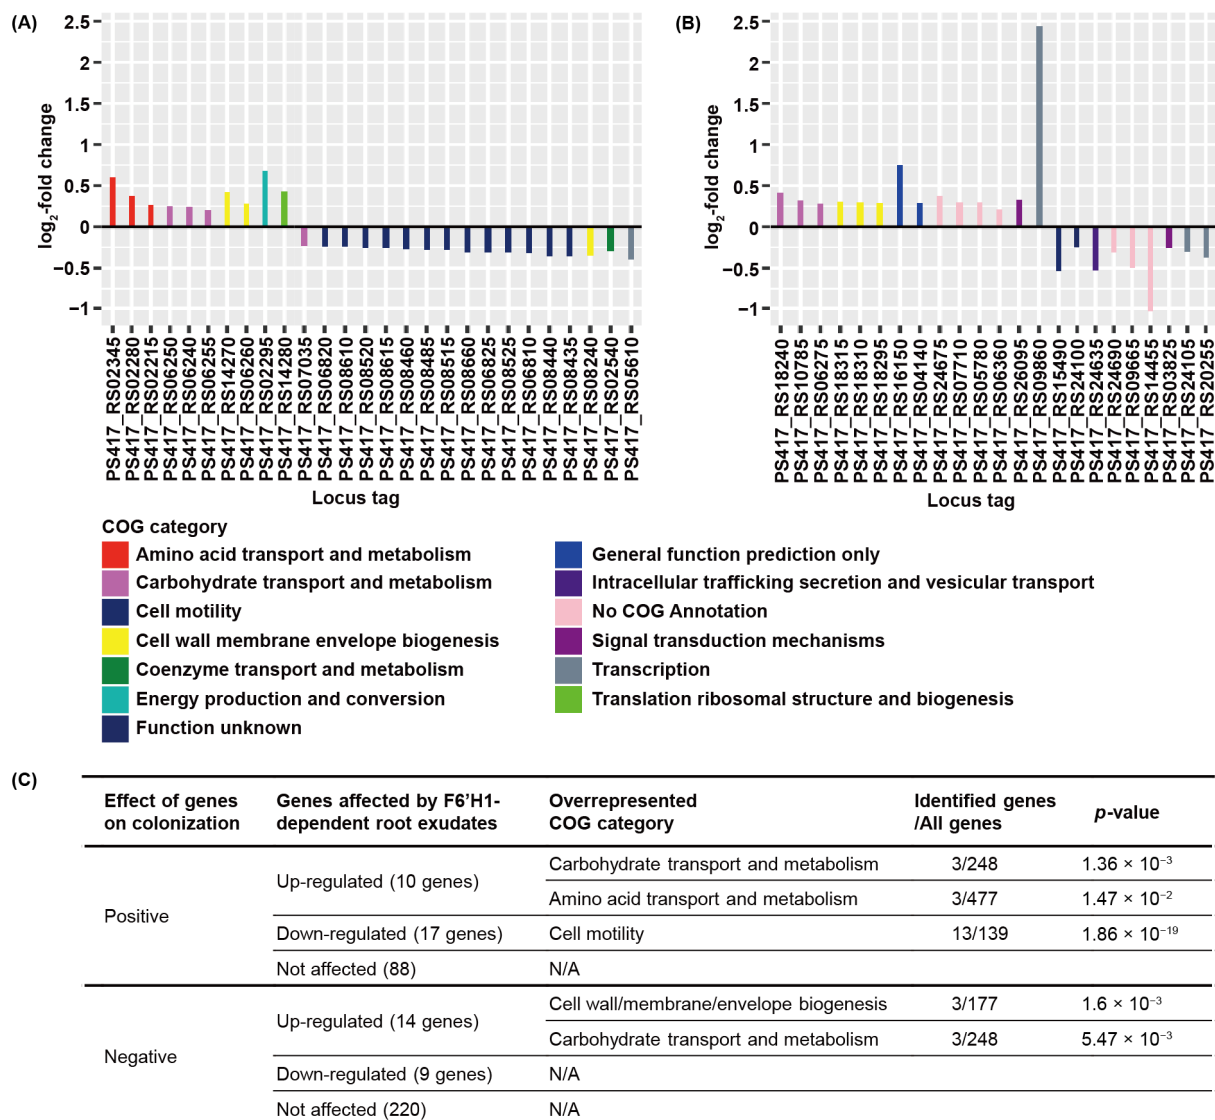 (A)
2.5
2
1.5
1
0.5
0
−0.5
−1
log2-fold change
PS417_RS02345
PS417_RS02280
PS417_RS02215
PS417_RS06250
PS417_RS06240
PS417_RS06255
PS417_RS14270
PS417_RS06260
PS417_RS02295
PS417_RS14280
PS417_RS07035
PS417_RS06820
PS417_RS08610
PS417_RS08520
PS417_RS08615
PS417_RS08460
PS417_RS08485
PS417_RS08515
PS417_RS08660
PS417_RS06825
PS417_RS08525
PS417_RS06810
PS417_RS08440
PS417_RS08435
PS417_RS08240
PS417_RS02540
PS417_RS05610
Locus tag
(B)
2.5
2
1.5
1
0.5
0
−0.5
−1
log2-fold change
PS417_RS18240
PS417_RS10785
PS417_RS06275
PS417_RS18315
PS417_RS18310
PS417_RS18295
PS417_RS16150
PS417_RS04140
PS417_RS24675
PS417_RS07710
PS417_RS05780
PS417_RS06360
PS417_RS26095
PS417_RS09860
PS417_RS15490
PS417_RS24100
PS417_RS24635
PS417_RS24690
PS417_RS09665
PS417_RS14455
PS417_RS03825
PS417_RS24105
PS417_RS20255
Locus tag
COG category
Amino acid transport and metabolism
Carbohydrate transport and metabolism
Cell motility
Cell wall membrane envelope biogenesis
Coenzyme transport and metabolism
Energy production and conversion
Function unknown
General function prediction only
Intracellular trafficking secretion and vesicular transport
No COG Annotation
Signal transduction mechanisms
Transcription
Translation ribosomal structure and biogenesis
(C)
Effect of genes
on colonization
Genes affected by F6’H1-
dependent root exudates
Overrepresented
COG category
Identified genes
/All genes
p-value
Positive
Up-regulated (10 genes)
Carbohydrate transport and metabolism 3/248 1.36 × 10⁻³
Amino acid transport and metabolism 3/477 1.47 × 10⁻²
Down-regulated (17 genes) Cell motility 13/139 1.86 × 10⁻¹⁹
Not affected (88) N/A
Negative
Up-regulated (14 genes)
Cell wall/membrane/envelope biogenesis 3/177 1.6 × 10⁻³
Carbohydrate transport and metabolism 3/248 5.47 × 10⁻³
Down-regulated (9 genes) N/A
Not affected (220) N/A